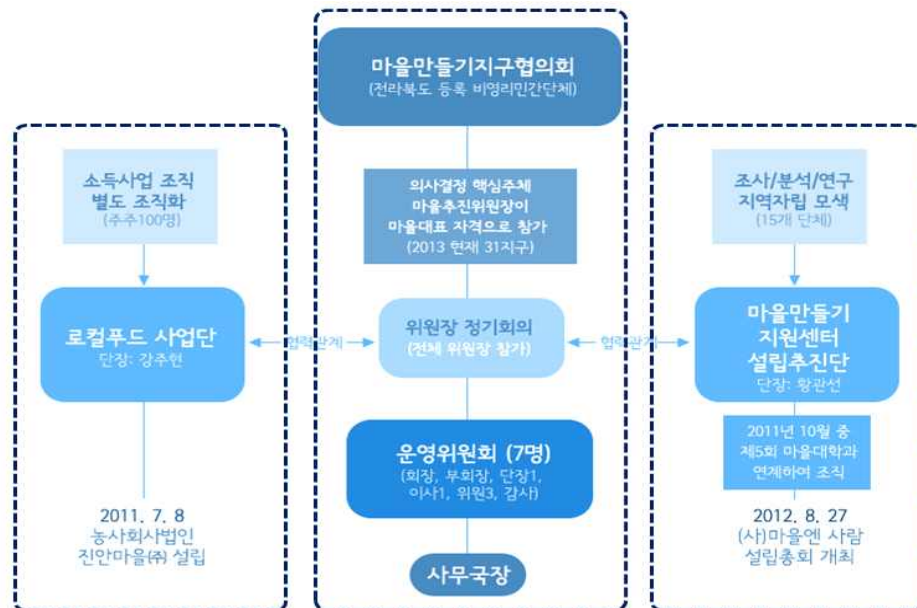 마을만들기지구협의회
(전라북도 등록 비영리민간단체)
소득사업 조직
별도 조직화
(주주100명)
로컬푸드 사업단
단장: 강주현
2011. 7. 8
농사회사법인
진안마을㈜ 설립
의사결정 핵심주체
마을추진위원장이
마을대표 자격으로 참가
(2013 현재 31지구)
협력관계
위원장 정기회의
(전체 위원장 참가)
협력관계
운영위원회 (7명)
(회장, 부회장, 단장1,
이사1, 위원3, 감사)
사무국장
조사/분석/연구
지역자립 모색
(15개 단체)
마을만들기
지원센터
설립추진단
단장: 황관선
2011년 10월 중
제5회 마을대학과
연계하여 조직
2012. 8. 27
(사)마을엔 사람
설립총회 개최